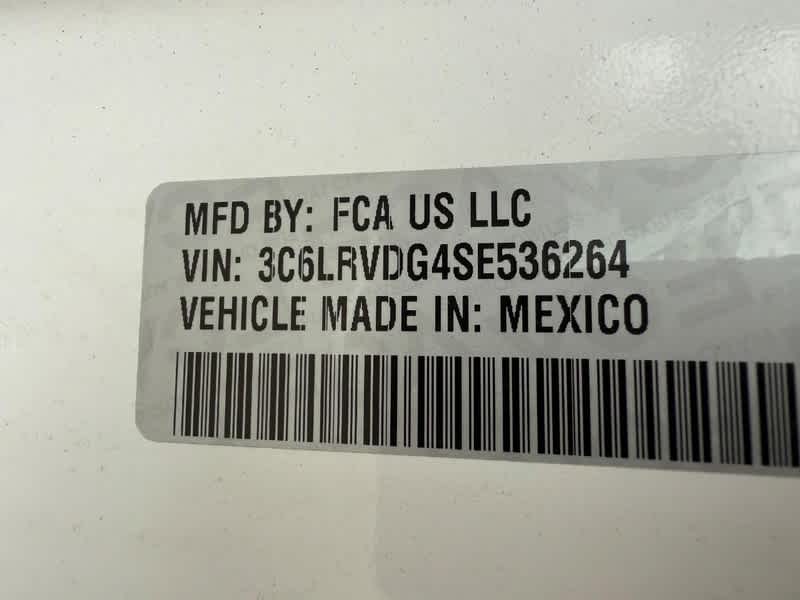 MFD BY: FCA US LLC
VIN: 3C6LRVDG4SE536264
VEHICLE MADE IN: MEXICO